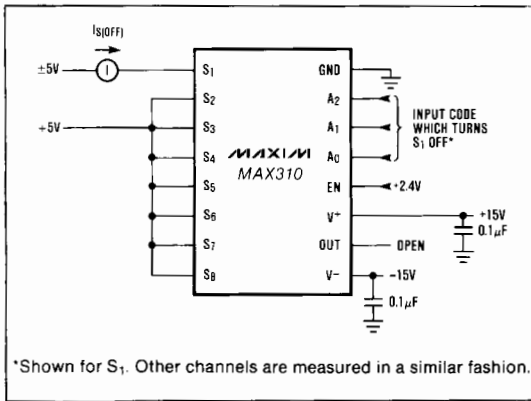 IS(OFF)
±5V
I
S1
GND
S2
A2
+5V
S3
A1
INPUT CODE
WHICH TURNS
S1 OFF*
S4
MAXIM
MAX310
A0
S5
EN
+2.4V
S6
V+
+15V
0.1µF
S7
OUT
OPEN
S8
V−
−15V
0.1µF
*Shown for S1. Other channels are measured in a similar fashion.